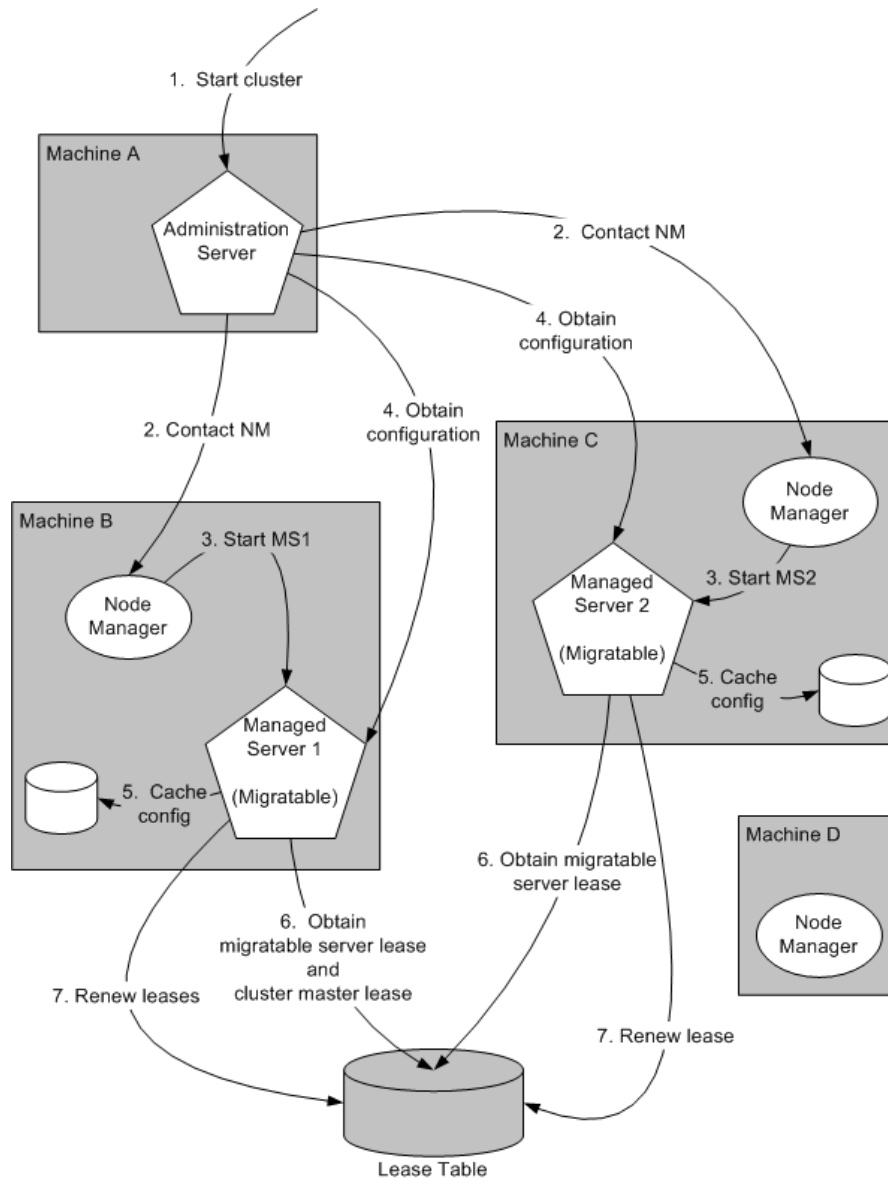 1. Start cluster
Machine A
Administration
Server
2. Contact NM
4. Obtain
configuration
2. Contact NM
4. Obtain
configuration
Machine C
Node
Manager
3. Start MS2
Managed
Server 2
(Migratable)
5. Cache
config
Machine B
3. Start MS1
Node
Manager
Managed
Server 1
(Migratable)
5. Cache
config
Machine D
Node
Manager
6. Obtain migratable
server lease
6. Obtain
migratable server lease
and
cluster master lease
7. Renew leases
7. Renew lease
Lease Table